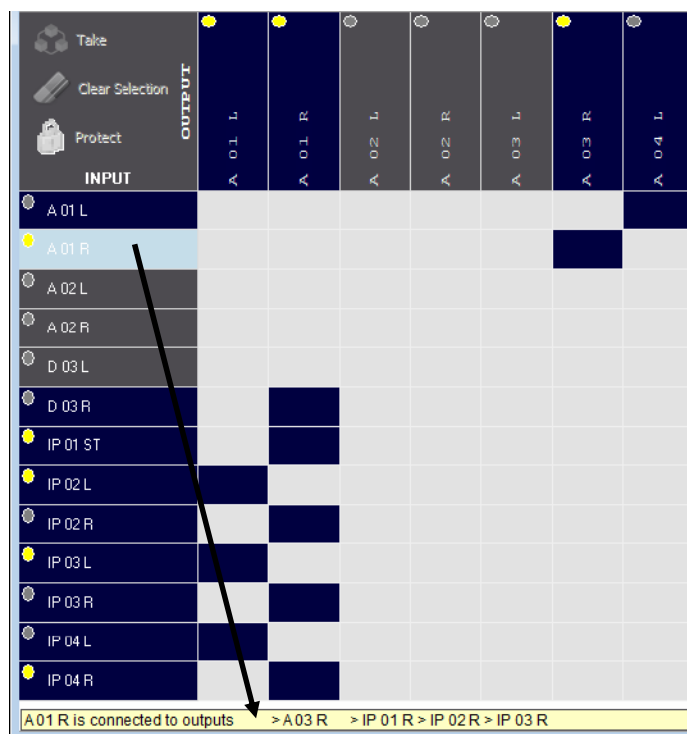 Take
Clear Selection
Protect
OUTPUT
INPUT
A 01 L
A 01 R
A 02 L
A 02 R
A 03 L
A 03 R
A 04 L
A 01 L
A 01 R
A 02 L
A 02 R
D 03 L
D 03 R
IP 01 ST
IP 02 L
IP 02 R
IP 03 L
IP 03 R
IP 04 L
IP 04 R
A 01 R is connected to outputs > A 03 R > IP 01 R > IP 02 R > IP 03 R